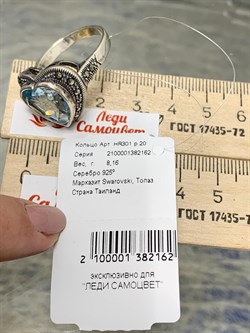 Леди
Самоцвет
ГОСТ 17435-72
Кольцо Арт. HR301 р.20
Серия 2100001382162
Вес, г. 8,16
Серебро 925°
Марказит Swarovski, Топаз
Страна Таиланд
ГОСТ 17435-72
2 100001 382162
эксклюзивно для
"ЛЕДИ САМОЦВЕТ"